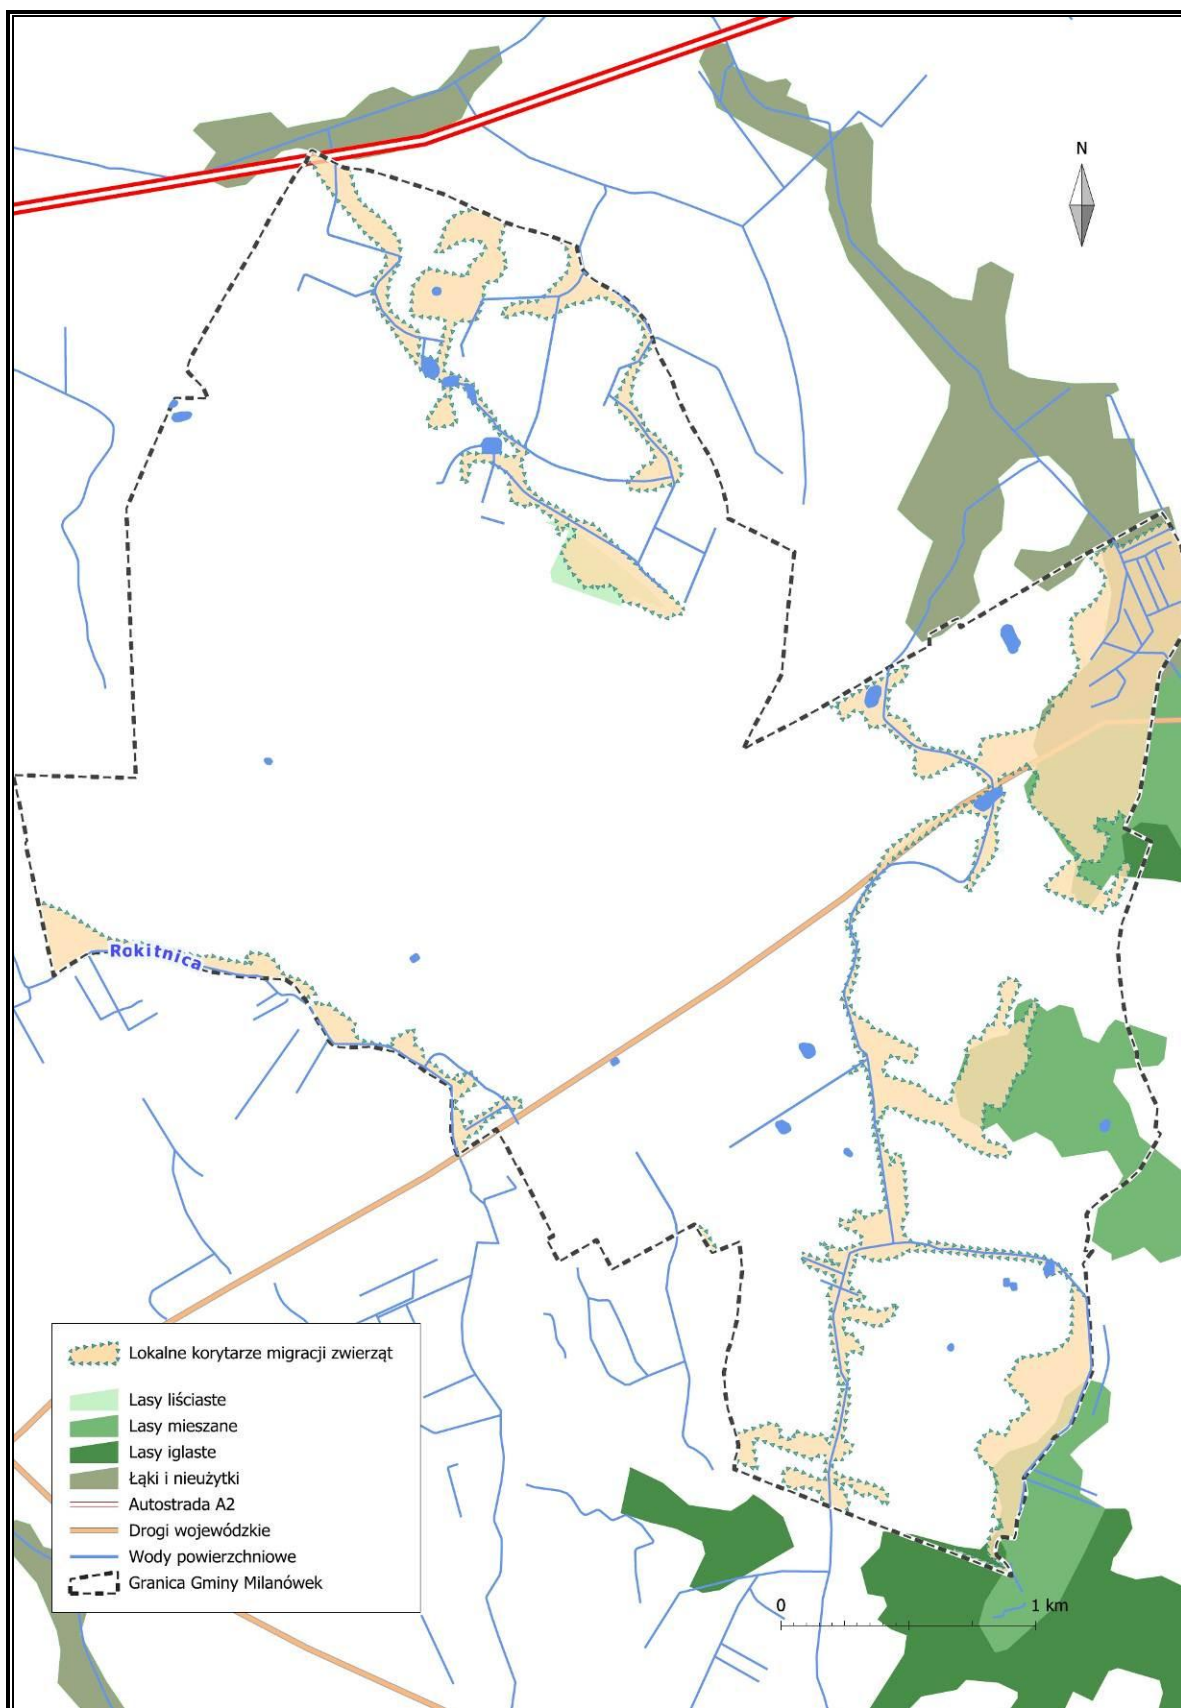 N
Rokitnica
Lokalne korytarze migracji zwierząt
Lasy liściaste
Lasy mieszane
Lasy iglaste
Łąki i nieużytki
Autostrada A2
Drogi wojewódzkie
Wody powierzchniowe
Granica Gminy Milanówek
0 1 km